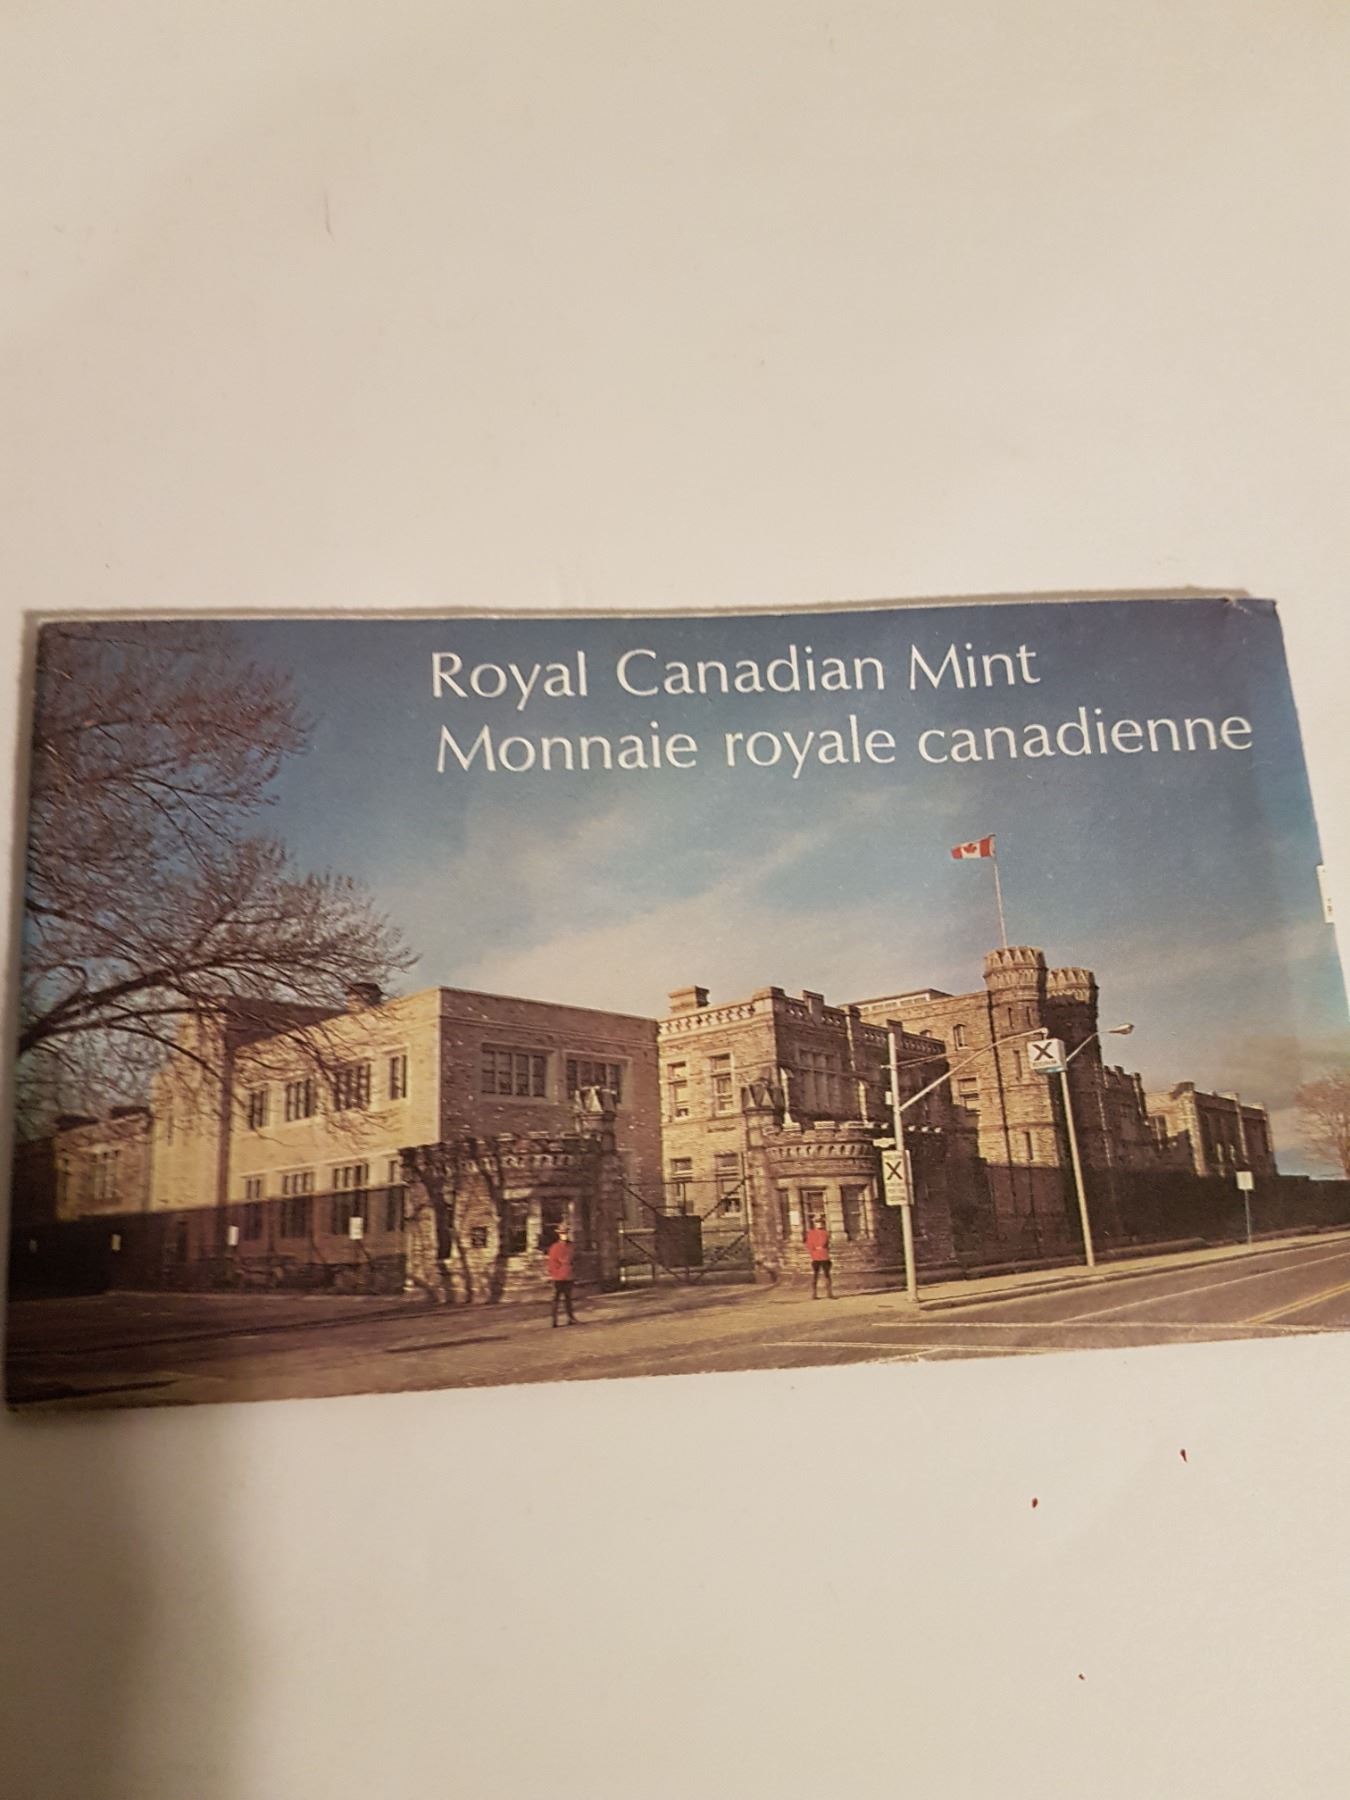 Royal Canadian Mint
Monnaie royale canadienne
X
X